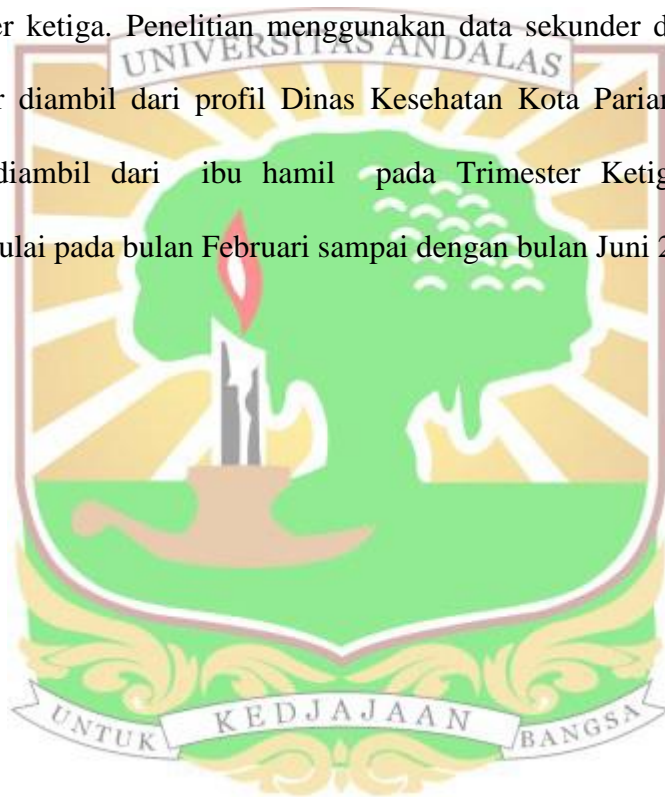 er ketiga. Penelitian menggunakan data sekunder d
UNIVERSITAS ANDALAS
r diambil dari profil Dinas Kesehatan Kota Parian
diambil dari ibu hamil pada Trimester Ketig
ulai pada bulan Februari sampai dengan bulan Juni 2
UNTUK KEDJAJAAN BANGSA